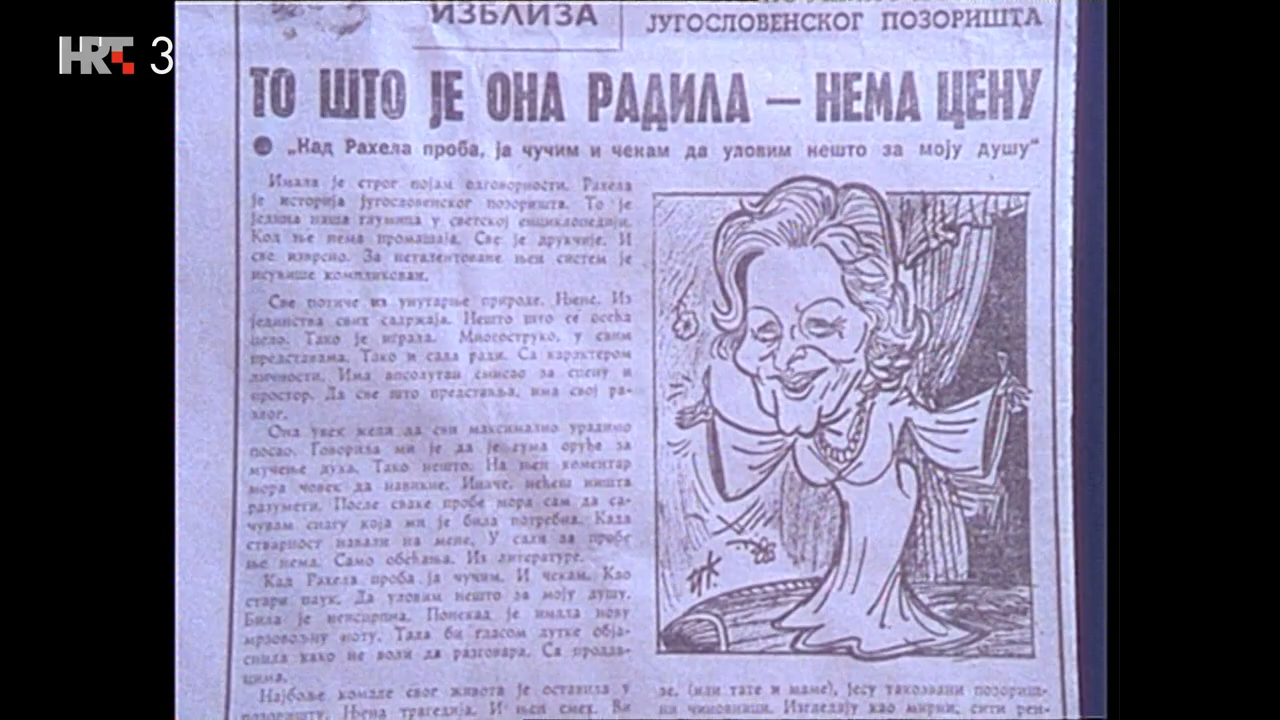 HRT 3
ИЗБЛИЗА
ЈУГОСЛОВЕНСКОГ ПОЗОРИШТА
ТО ШТО ЈЕ ОНА РАДИЛА — НЕМА ЦЕНУ
● „Кад Рахела проба, ја чучим и чекам да уловим нешто за моју душу“
Имала је строг појам одговорности. Рахела
је историја југословенског позоришта. То је
једина наша глумица у светској енциклопедији.
Код ње нема промашаја. Све је друкчије. И
све изврсно. За неталентоване њен систем је
исувише компликован.
Све потиче из унутарње природе. Њене. Из
јединства свих садржаја. Нешто што се осећа
цело. Тако је играла. Многоструко, у свим
представама. Тако и сада ради. Са карактером
личности. Има апсолутан смисао за сцену и
простор. Да све што представља, има свој ра-
злог.
Она увек жели да сви максимално урадимо
посао. Говорила ми је да је глума оруђе за
мучење духа. Тако нешто. На њен коментар
мора човек да навикне. Иначе, нећеш ништа
разумети. После сваке пробе мора сам да са-
чувам снагу која ми је била потребна. Када
стварност навали на мене. У сали за пробе
ње нема. Само обећања. Из литературе.
Кад Рахела проба ја чучим. И чекам. Као
стари паук. Да уловим нешто за моју душу.
Била је неисцрпна. Понекад је имала нову
мрзовољну ноту. Тада би гласом лутке обја-
снила како не воли да разговара. Са продав-
цима.
Најбоље комаде свог живота је оставила у
позоришту. Њена трагедија. И њен смех. Ви
зе. (или тате и маме), јесу такозвани позориш-
ни чиновници. Изгледају као мирни, сити